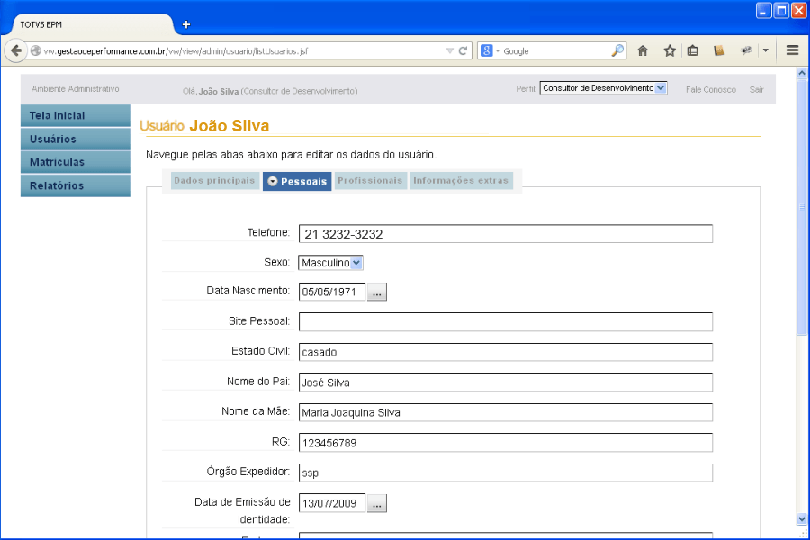 TOTVS EPM
vw.gestaoeperformance.com.br/vw/view/admin/usuario/listUsuarios.jsf
Google
Ambiente Administrativo
Olá, João Silva (Consultor de Desenvolvimento)
Perfil: Consultor de Desenvolvimento
Fale Conosco
Sair
Tela Inicial
Usuários
Matrículas
Relatórios
Usuário João Silva
Navegue pelas abas abaixo para editar os dados do usuário.
Dados principais Pessoais Profissionais Informações extras
Telefone: 21 3232-3232
Sexo: Masculino
Data Nascimento: 05/05/1971 ...
Site Pessoal:
Estado Civil: casado
Nome do Pai: José Silva
Nome da Mãe: Maria Joaquina Silva
RG: 123456789
Órgão Expedidor: ssp
Data de Emissão de 13/07/2009 ...
identidade: